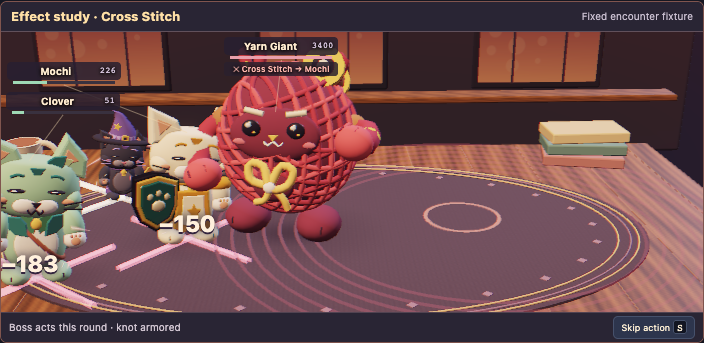 Effect study · Cross Stitch
Fixed encounter fixture
Yarn Giant 3400
× Cross Stitch → Mochi
Mochi 226
Clover 51
–150
–183
Boss acts this round · knot armored
Skip action S